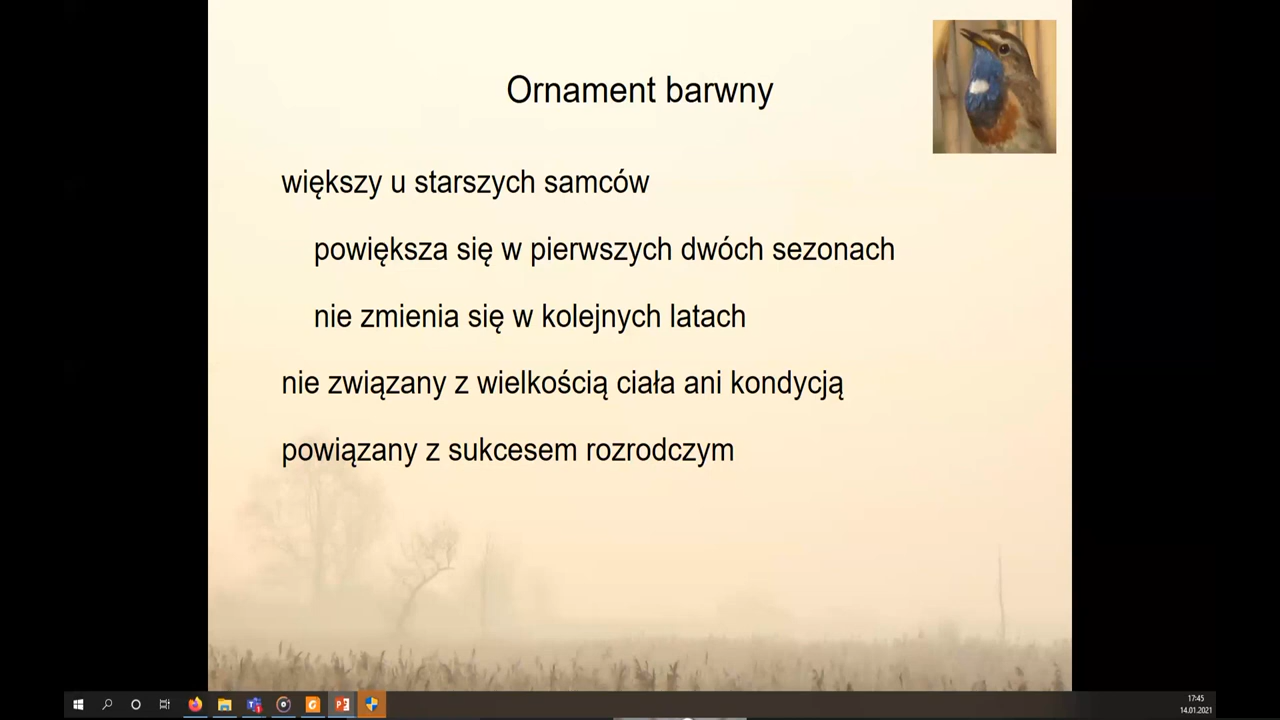 Ornament barwny
większy u starszych samców
powiększa się w pierwszych dwóch sezonach
nie zmienia się w kolejnych latach
nie związany z wielkością ciała ani kondycją
powiązany z sukcesem rozrodczym
17:45
14.01.2021